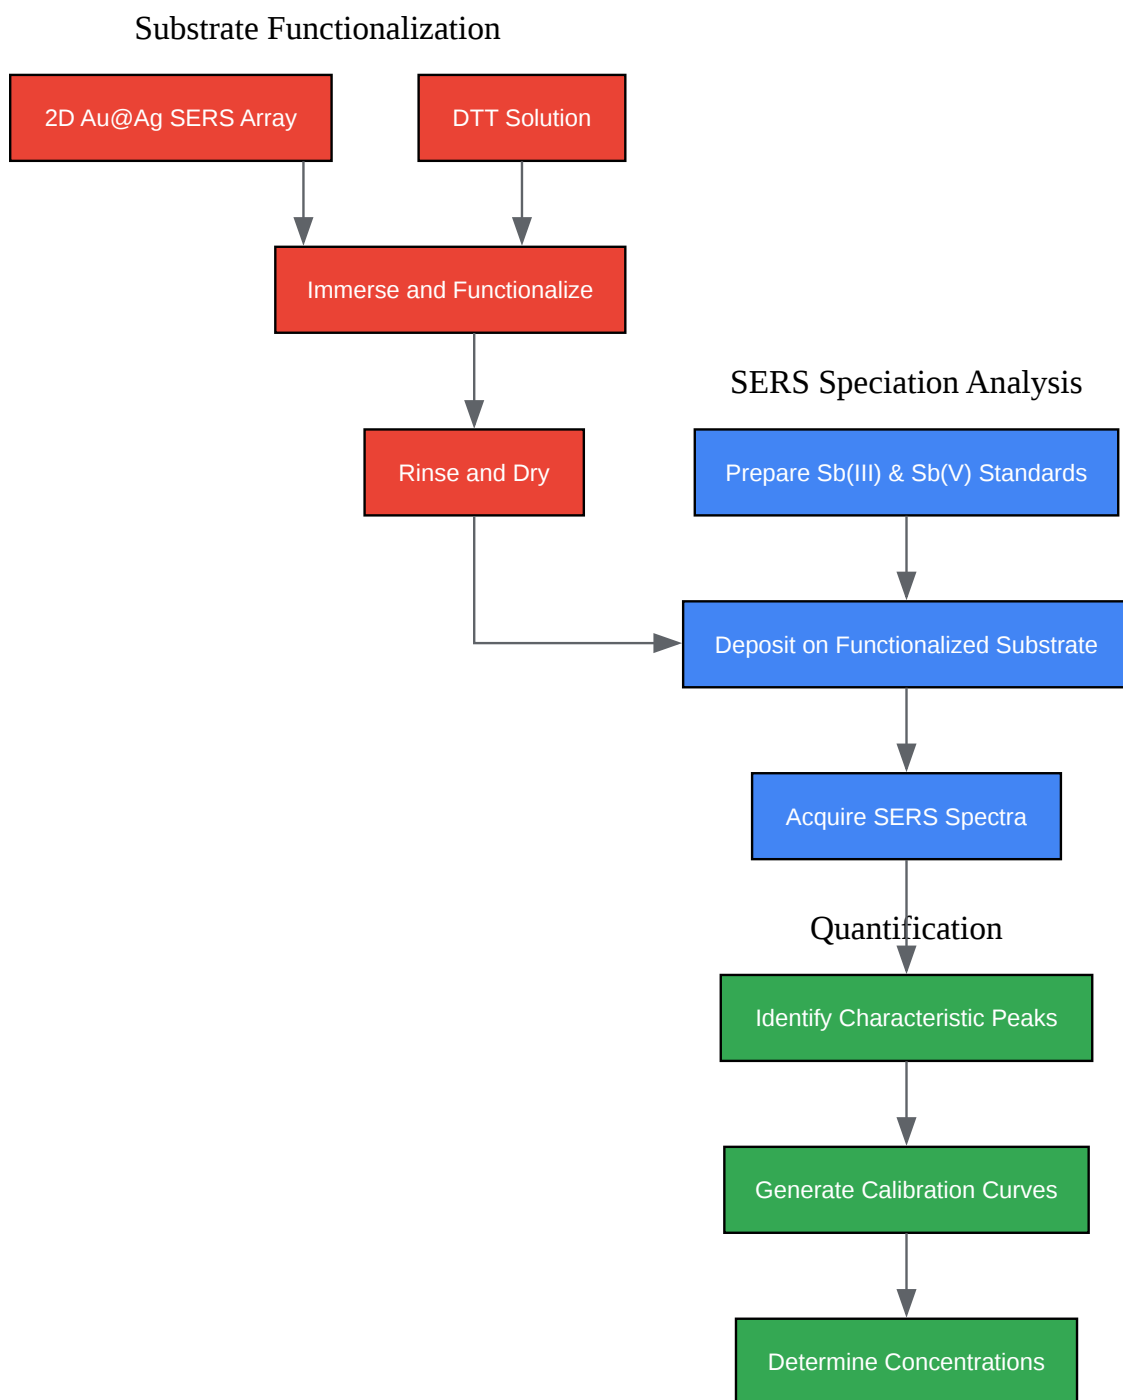 Substrate Functionalization
2D Au@Ag SERS Array
DTT Solution
Immerse and Functionalize
SERS Speciation Analysis
Rinse and Dry
Prepare Sb(III) & Sb(V) Standards
Deposit on Functionalized Substrate
Acquire SERS Spectra
Quantification
Identify Characteristic Peaks
Generate Calibration Curves
Determine Concentrations